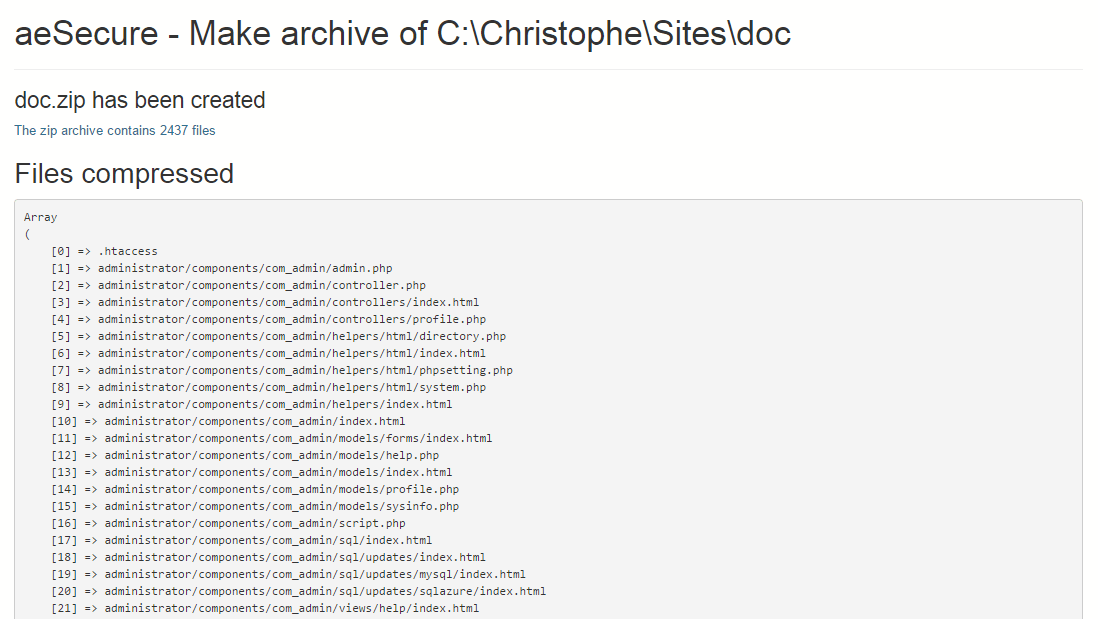 aeSecure - Make archive of C:\Christophe\Sites\doc
doc.zip has been created
The zip archive contains 2437 files
Files compressed
Array
(
[0] => .htaccess
[1] => administrator/components/com_admin/admin.php
[2] => administrator/components/com_admin/controller.php
[3] => administrator/components/com_admin/controllers/index.html
[4] => administrator/components/com_admin/controllers/profile.php
[5] => administrator/components/com_admin/helpers/html/directory.php
[6] => administrator/components/com_admin/helpers/html/index.html
[7] => administrator/components/com_admin/helpers/html/phpsetting.php
[8] => administrator/components/com_admin/helpers/html/system.php
[9] => administrator/components/com_admin/helpers/index.html
[10] => administrator/components/com_admin/index.html
[11] => administrator/components/com_admin/models/forms/index.html
[12] => administrator/components/com_admin/models/help.php
[13] => administrator/components/com_admin/models/index.html
[14] => administrator/components/com_admin/models/profile.php
[15] => administrator/components/com_admin/models/sysinfo.php
[16] => administrator/components/com_admin/script.php
[17] => administrator/components/com_admin/sql/index.html
[18] => administrator/components/com_admin/sql/updates/index.html
[19] => administrator/components/com_admin/sql/updates/mysql/index.html
[20] => administrator/components/com_admin/sql/updates/sqlazure/index.html
[21] => administrator/components/com_admin/views/help/index.html